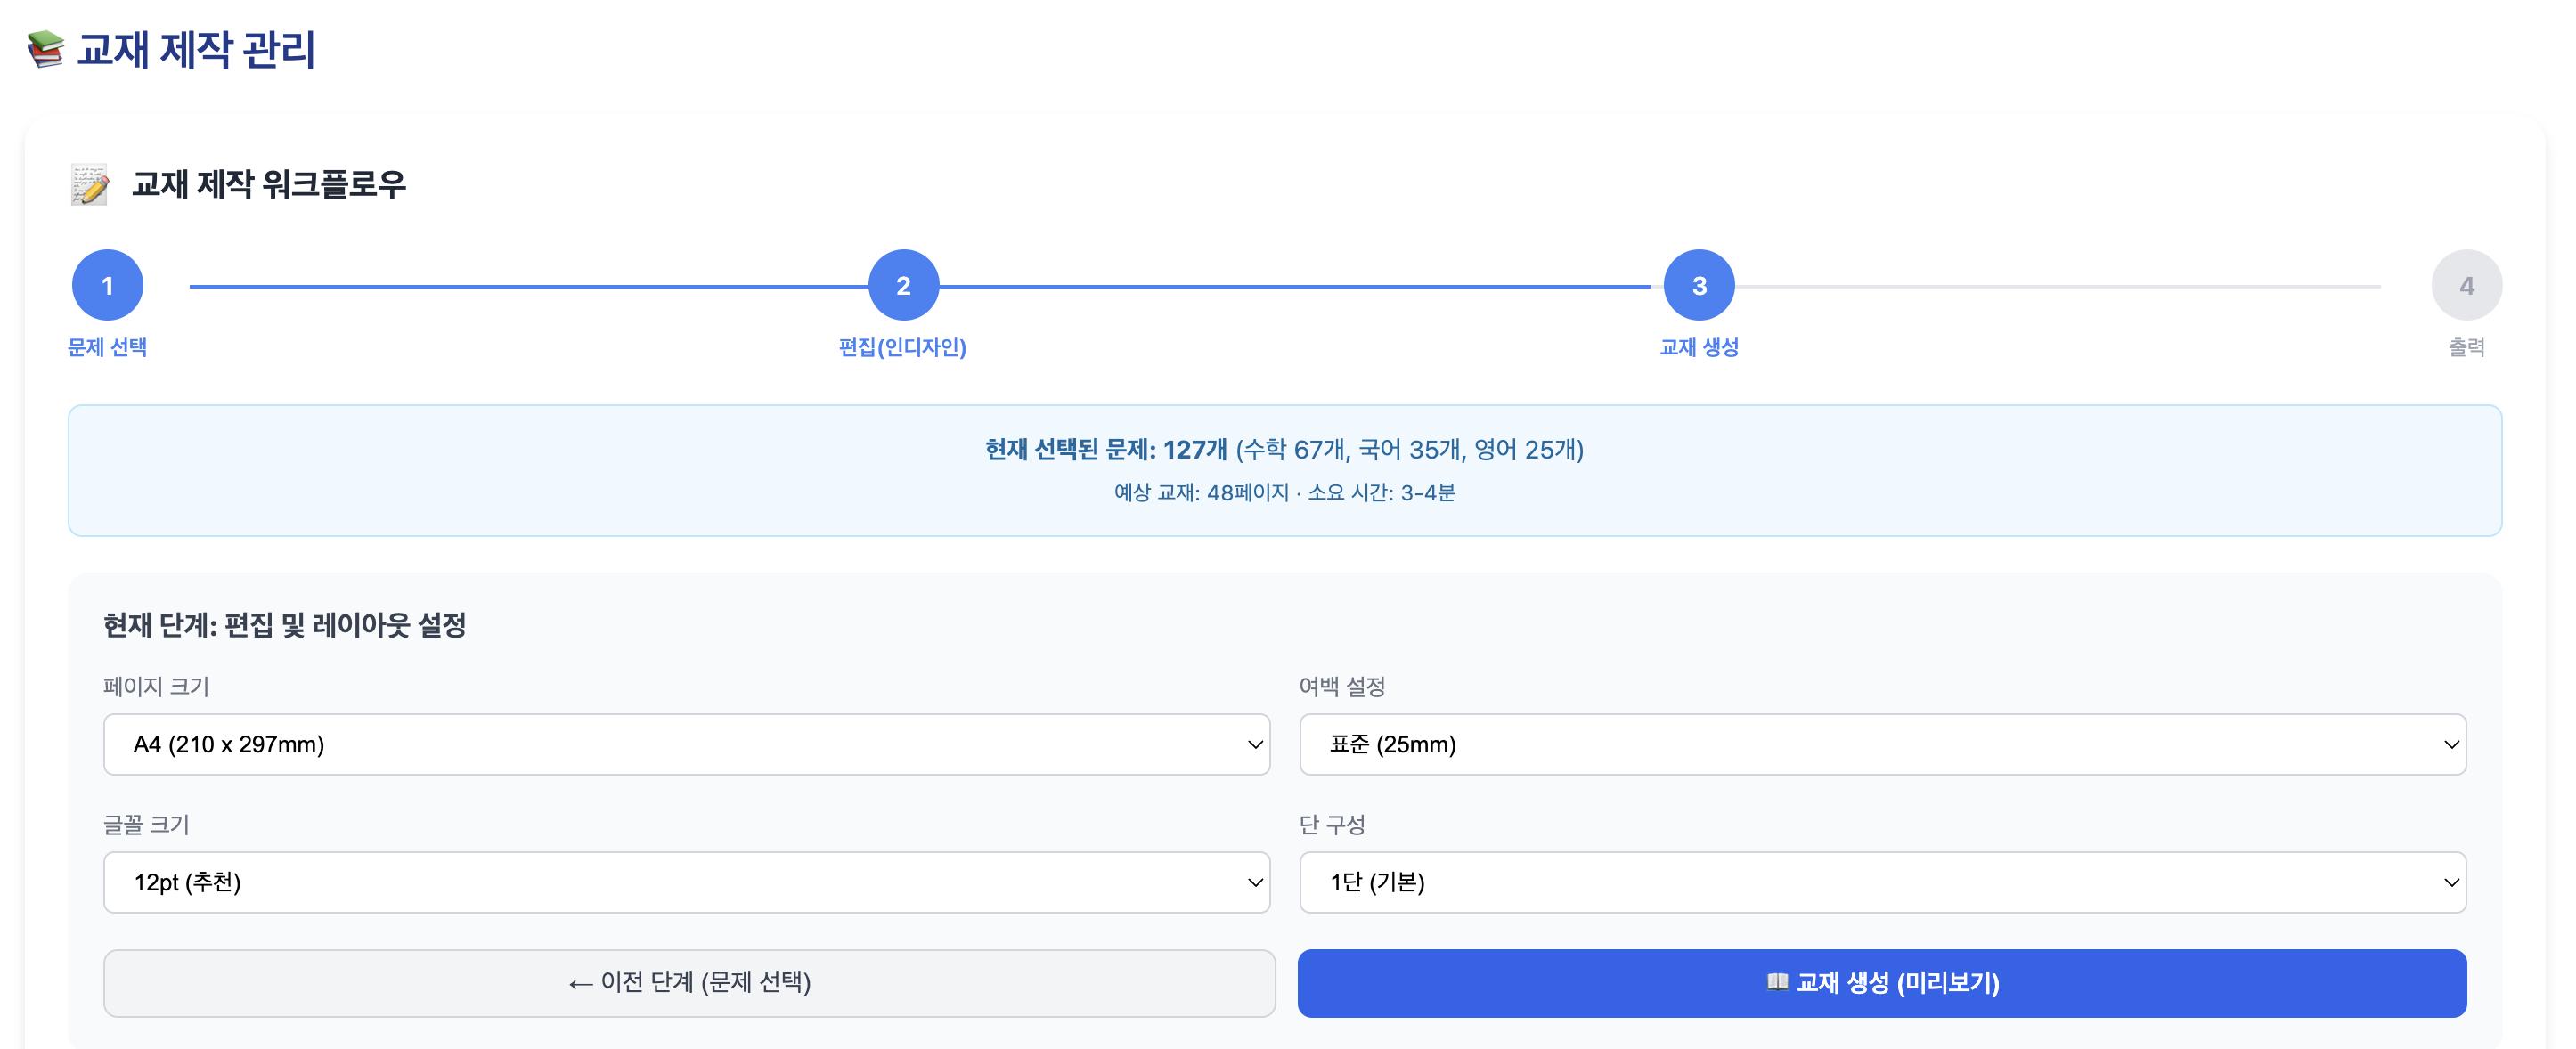 교재 제작 관리
교재 제작 워크플로우
1
2
3
4
문제 선택
편집(인디자인)
교재 생성
출력
현재 선택된 문제: 127개 (수학 67개, 국어 35개, 영어 25개)
예상 교재: 48페이지 · 소요 시간: 3-4분
현재 단계: 편집 및 레이아웃 설정
페이지 크기
여백 설정
A4 (210 x 297mm)
표준 (25mm)
글꼴 크기
단 구성
12pt (추천)
1단 (기본)
← 이전 단계 (문제 선택)
교재 생성 (미리보기)